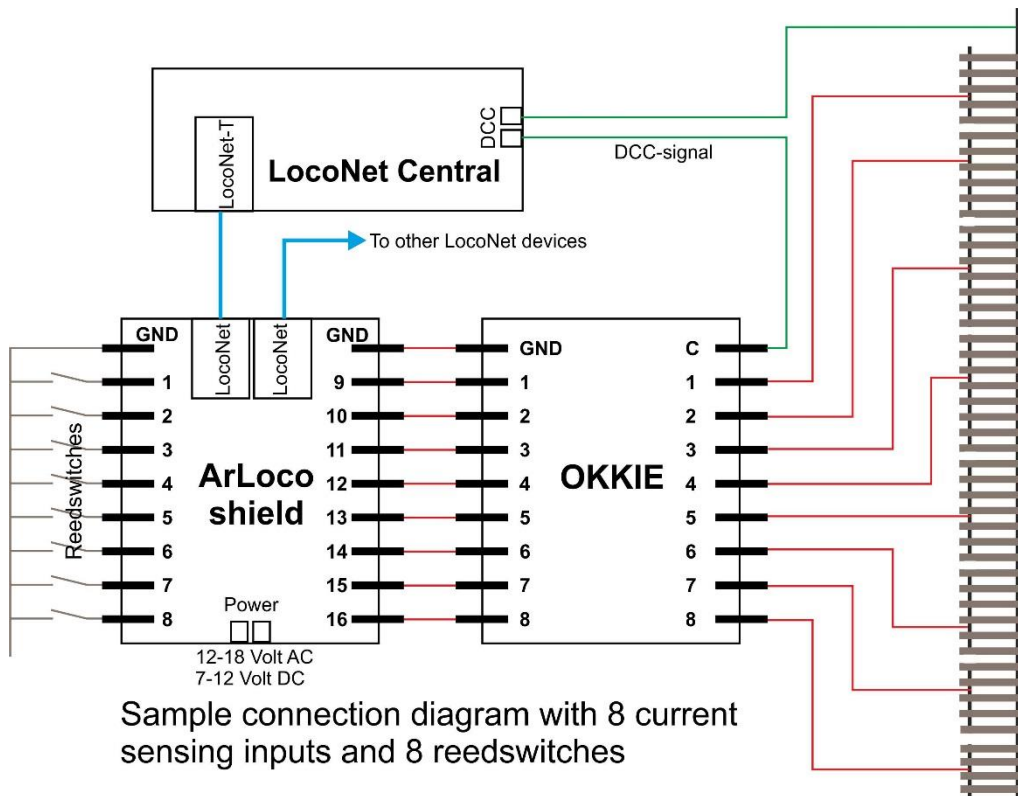 DCC
LocoNet-T
DCC-signal
LocoNet Central
To other LocoNet devices
GND
LocoNet
LocoNet
GND
GND
C
1
9
1
1
2
10
2
2
3
11
3
3
4
12
4
4
5
13
5
5
6
14
6
6
7
15
7
7
8
16
8
8
Reedswitches
ArLoco
shield
OKKIE
Power
12-18 Volt AC
7-12 Volt DC
Sample connection diagram with 8 current
sensing inputs and 8 reedswitches